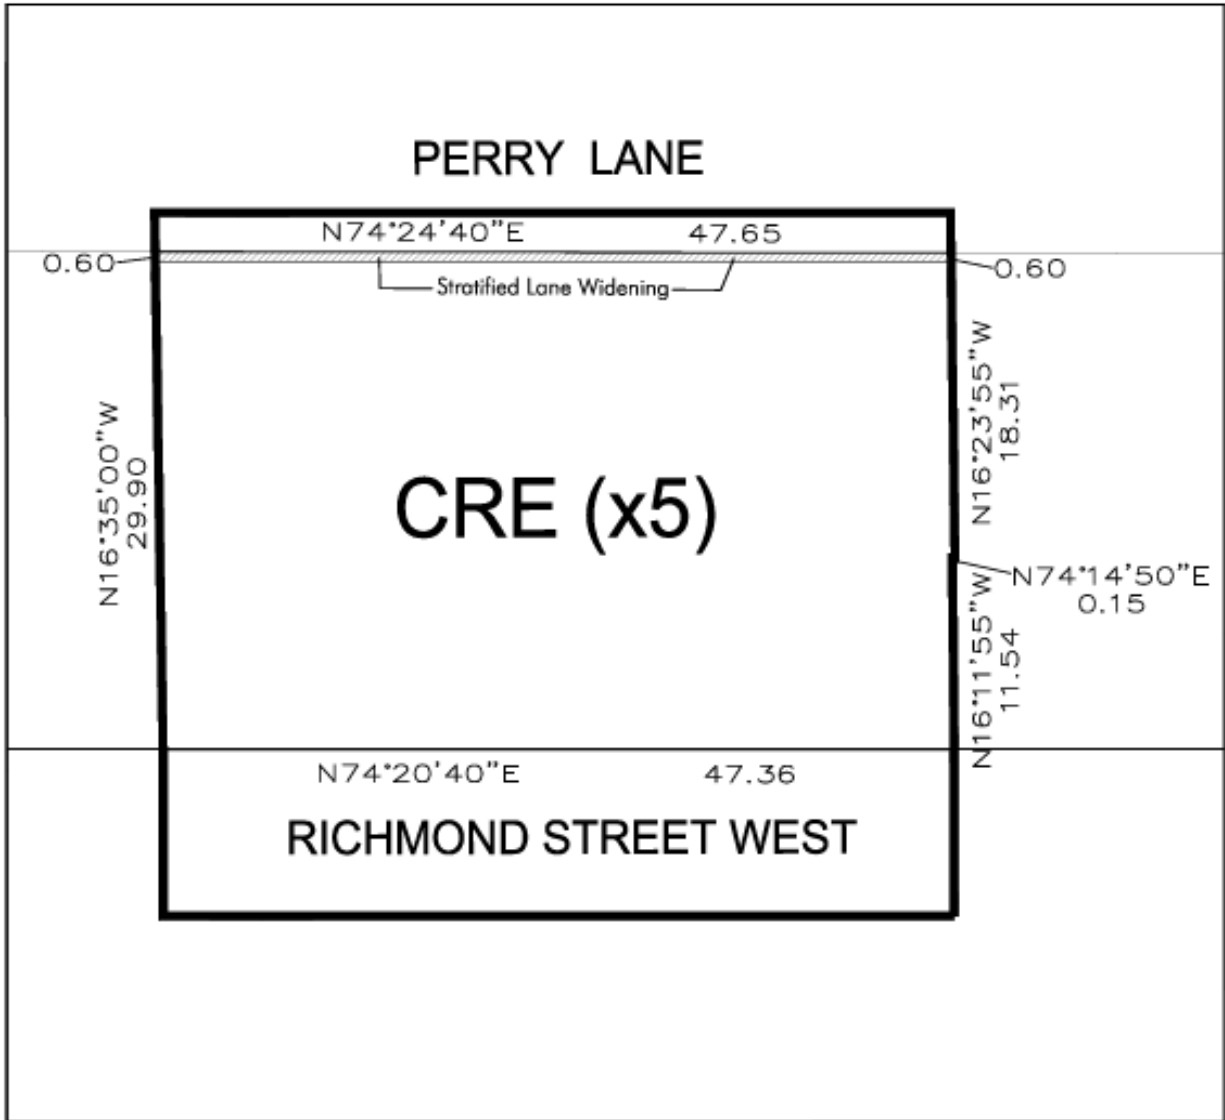 PERRY LANE
N74°24'40"E 47.65
0.60
0.60
Stratified Lane Widening
N16°23'55"W
18.31
N16°35'00"W
29.90
CRE (x5)
N74°14'50"E
0.15
N16°11'55"W
11.54
N74°20'40"E 47.36
RICHMOND STREET WEST